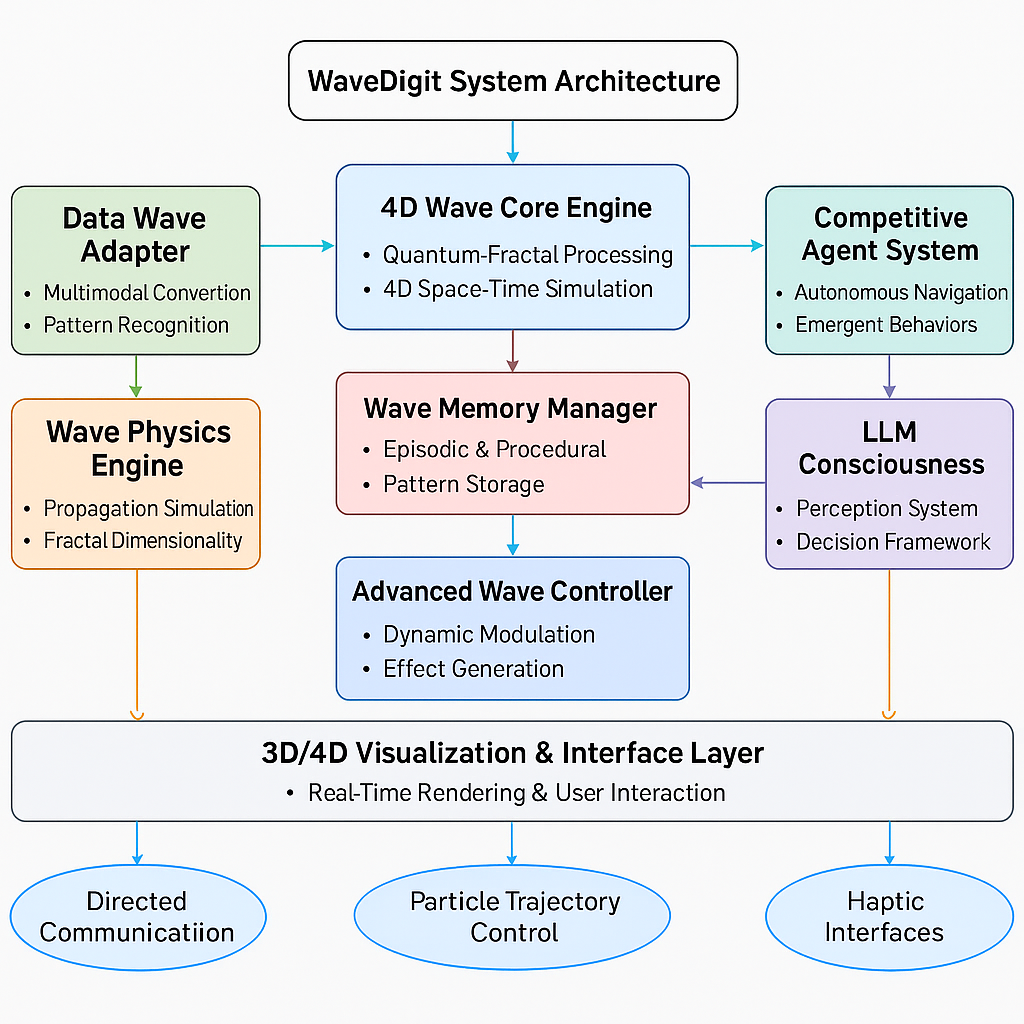 WaveDigit System Architecture
Data Wave
Adapter
• Multimodal Convertion
• Pattern Recognition
4D Wave Core Engine
• Quantum-Fractal Processing
• 4D Space-Time Simulation
Competitive
Agent System
• Autonomous Navigation
• Emergent Behaviors
Wave Physics
Engine
• Propagation Simulation
• Fractal Dimensionality
Wave Memory Manager
• Episodic & Procedural
• Pattern Storage
LLM
Consciousness
• Perception System
• Decision Framework
Advanced Wave Controller
• Dynamic Modulation
• Effect Generation
3D/4D Visualization & Interface Layer
• Real-Time Rendering & User Interaction
Directed
Communicatiion
Particle Trajectory
Control
Haptic
Interfaces